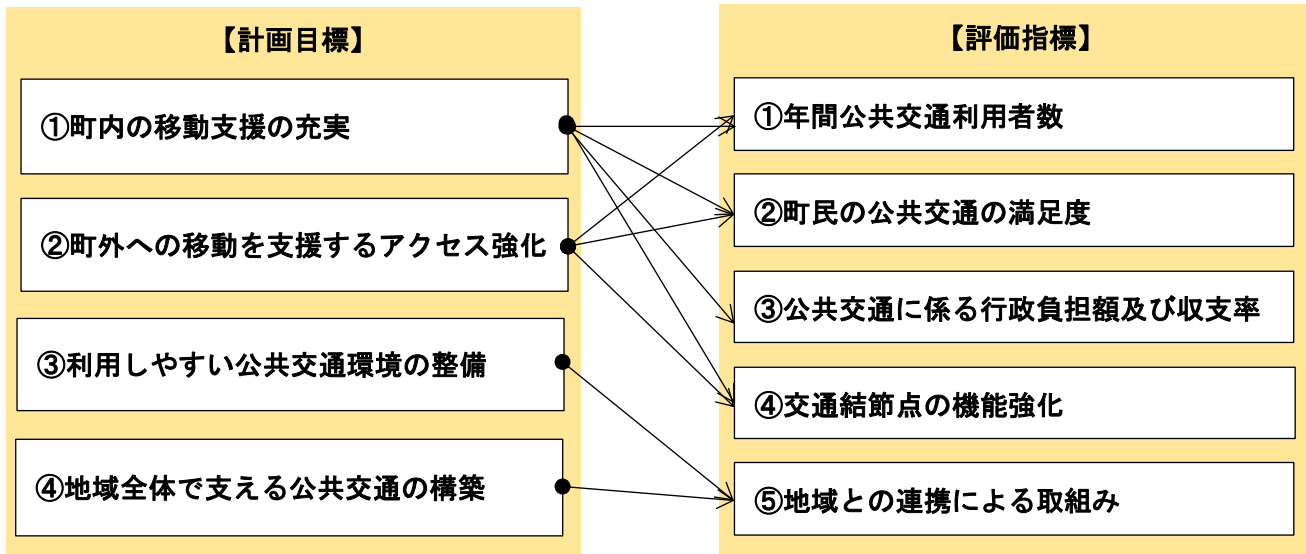 【計画目標】
①町内の移動支援の充実
②町外への移動を支援するアクセス強化
③利用しやすい公共交通環境の整備
④地域全体で支える公共交通の構築
【評価指標】
①年間公共交通利用者数
②町民の公共交通の満足度
③公共交通に係る行政負担額及び収支率
④交通結節点の機能強化
⑤地域との連携による取組み